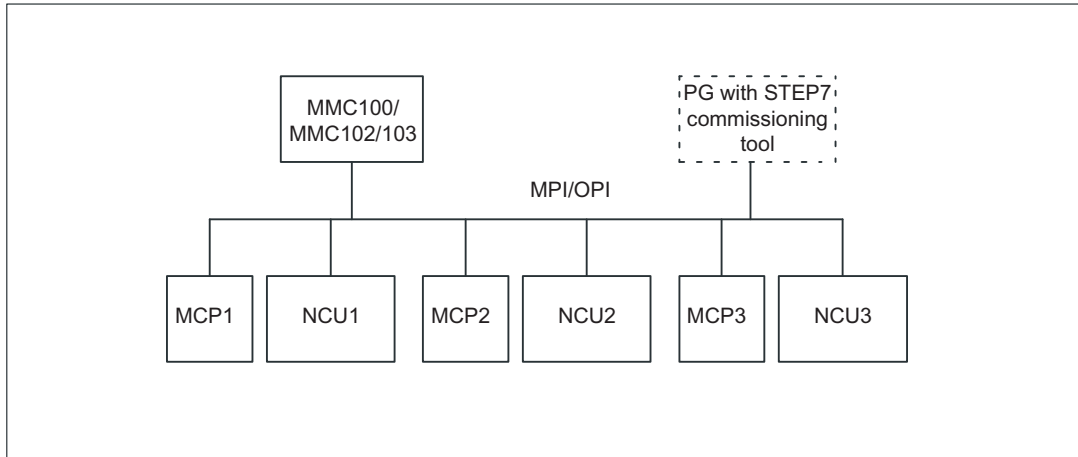 MMC100/
MMC102/103
PG with STEP7
commissioning
tool
MPI/OPI
MCP1
NCU1
MCP2
NCU2
MCP3
NCU3